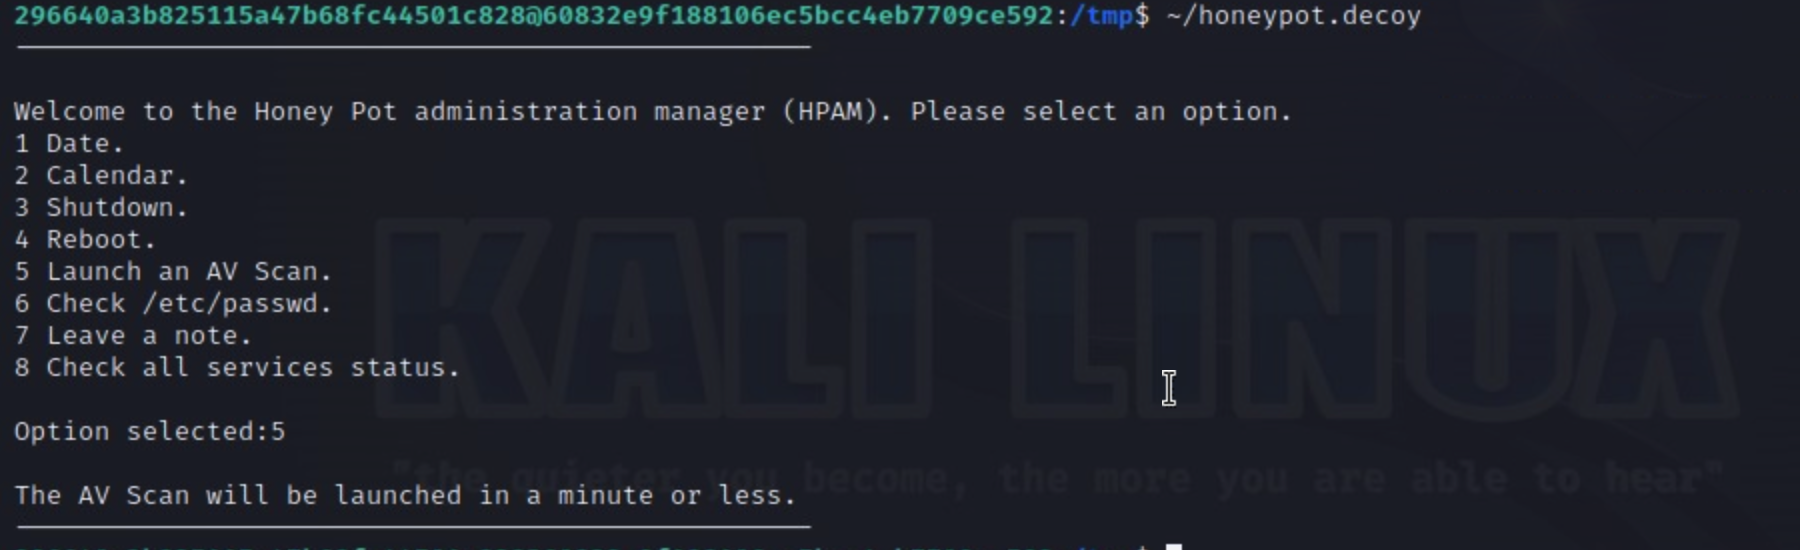 296640a3b825115a47b68fc44501c828@60832e9f188106ec5bcc4eb7709ce592:/tmp$ ~/honeypot.decoy
Welcome to the Honey Pot administration manager (HPAM). Please select an option.
1 Date.
2 Calendar.
3 Shutdown.
4 Reboot.
5 Launch an AV Scan.
6 Check /etc/passwd.
7 Leave a note.
8 Check all services status.
KALI LINUX
Option selected:5
"the quieter you become, the more you are able to hear"
The AV Scan will be launched in a minute or less.